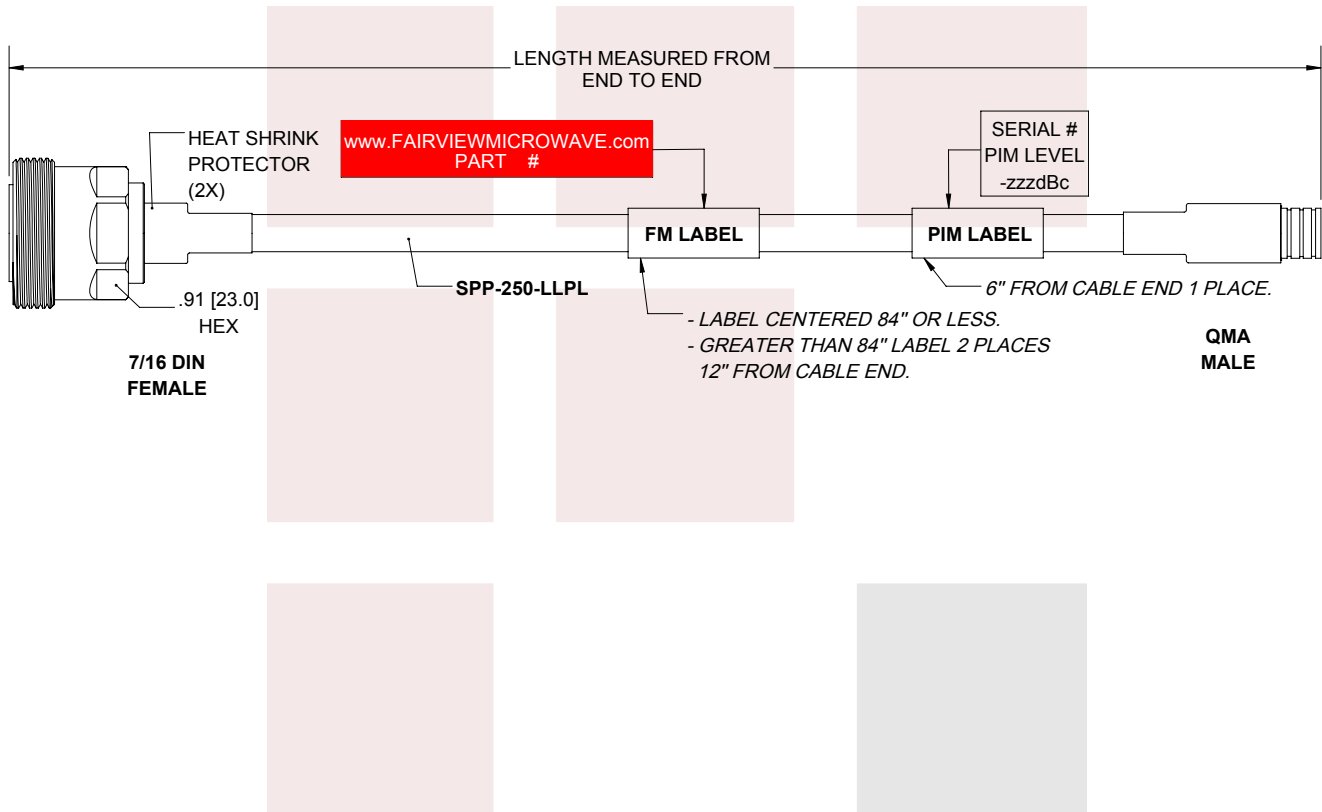 LENGTH MEASURED FROM
END TO END
HEAT SHRINK
PROTECTOR
(2X)
www.FAIRVIEWMICROWAVE.com
PART #
SERIAL #
PIM LEVEL
-zzzdBc
FM LABEL
PIM LABEL
.91 [23.0]
HEX
SPP-250-LLPL
6" FROM CABLE END 1 PLACE.
- LABEL CENTERED 84" OR LESS.
- GREATER THAN 84" LABEL 2 PLACES
12" FROM CABLE END.
7/16 DIN
FEMALE
QMA
MALE